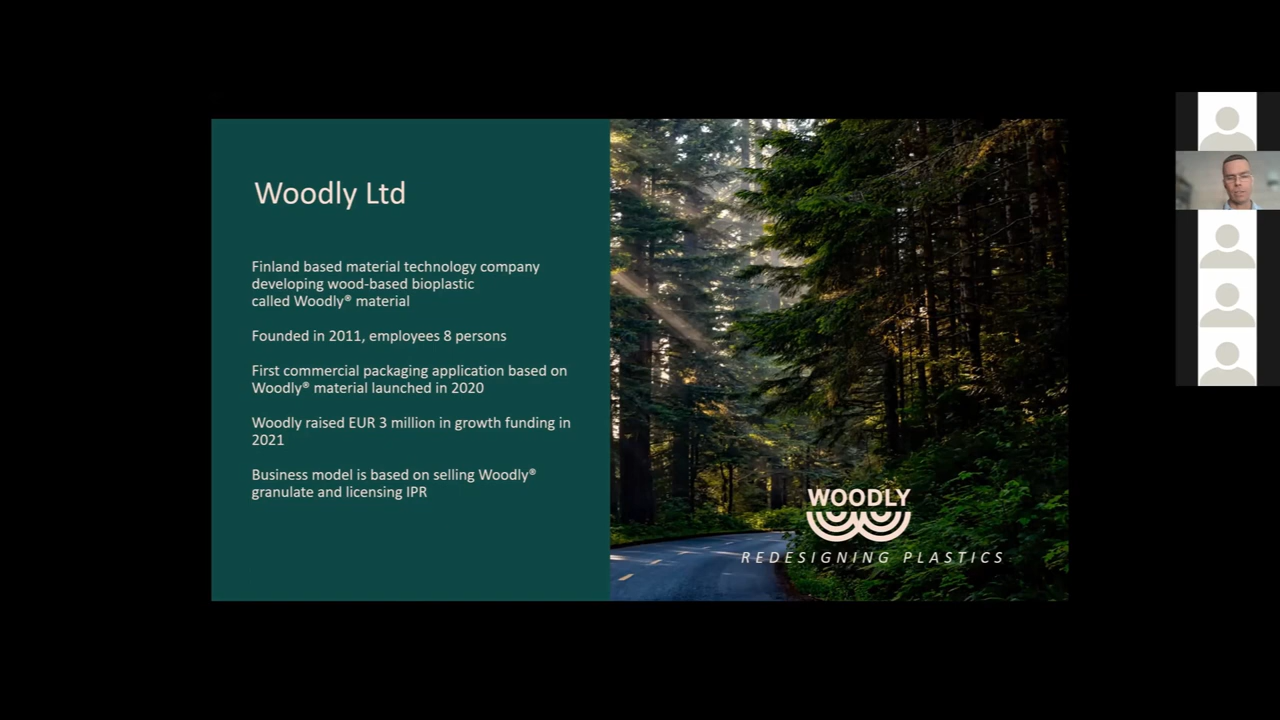 Woodly Ltd
Finland based material technology company
developing wood-based bioplastic
called Woodly® material
Founded in 2011, employees 8 persons
First commercial packaging application based on
Woodly® material launched in 2020
Woodly raised EUR 3 million in growth funding in
2021
Business model is based on selling Woodly®
granulate and licensing IPR
WOODLY
REDESIGNING PLASTICS